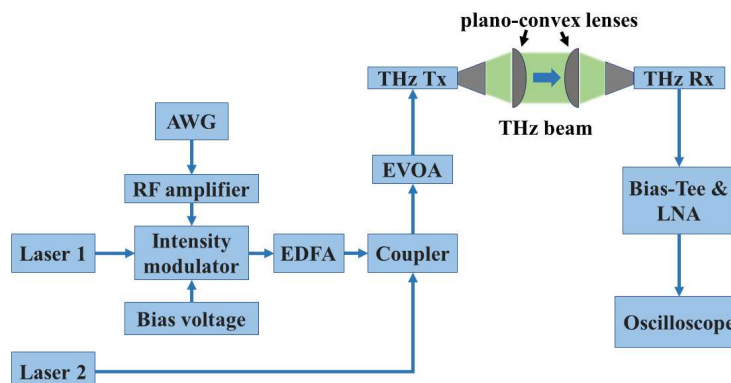 plano-convex lenses
THz Tx
THz Rx
THz beam
AWG
EVOA
RF amplifier
Bias-Tee &
LNA
Laser 1
Intensity
modulator
EDFA
Coupler
Bias voltage
Oscilloscope
Laser 2